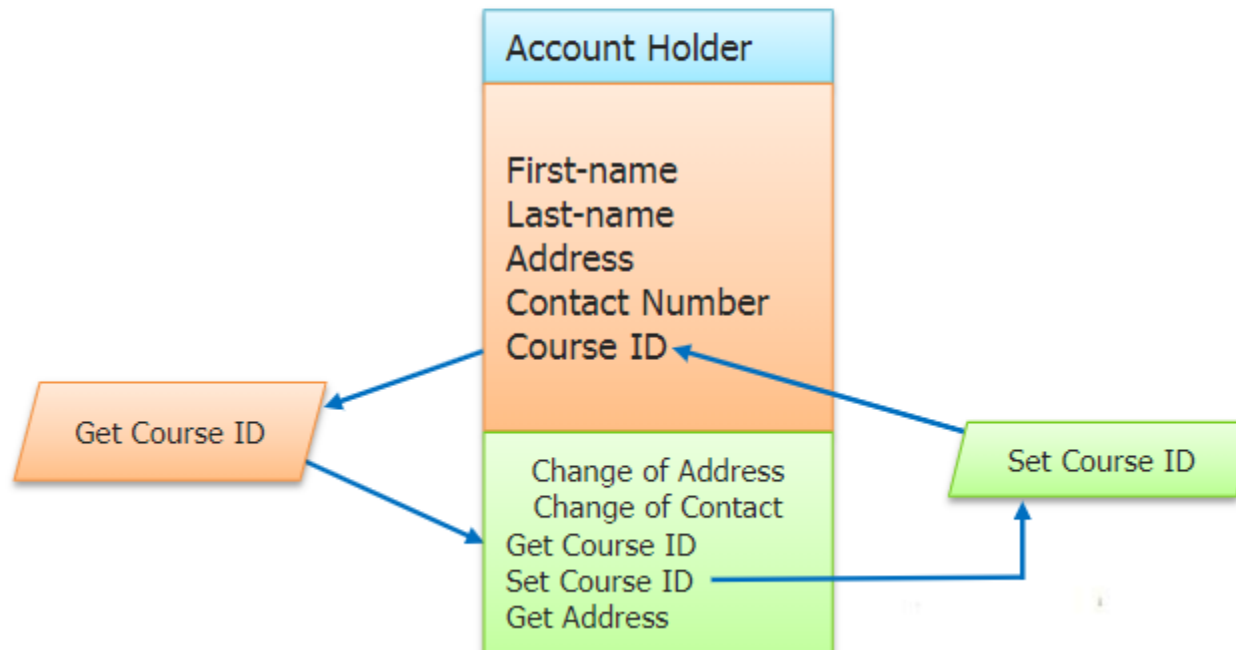 Account Holder
First-name
Last-name
Address
Contact Number
Course ID
Get Course ID
Change of Address
Change of Contact
Get Course ID
Set Course ID
Get Address
Set Course ID